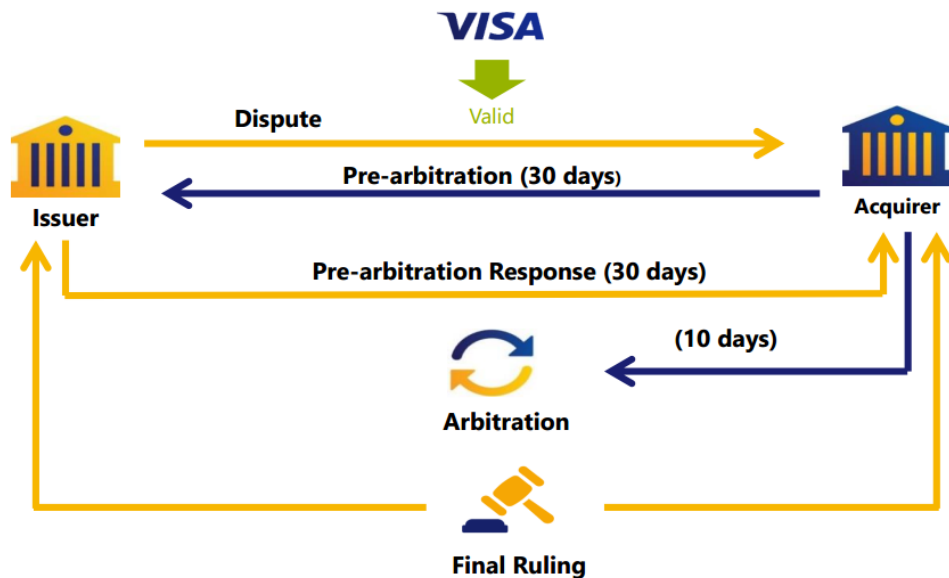 VISA
Valid
Dispute
Pre-arbitration (30 days)
Issuer
Acquirer
Pre-arbitration Response (30 days)
(10 days)
Arbitration
Final Ruling